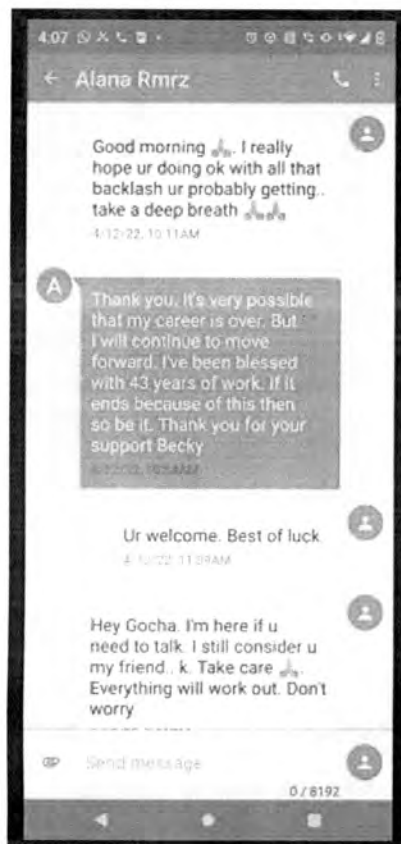 4:07
Alana Rmrz
Good morning 🙏. I really
hope ur doing ok with all that
backlash ur probably getting..
take a deep breath 🙏🙏
4/12/22, 10:11AM
A
Thank you. It's very possible
that my career is over. But
I will continue to move
forward. I've been blessed
with 43 years of work. If it
ends because of this then
so be it. Thank you for your
support Becky
Ur welcome. Best of luck
Hey Gocha. I'm here if u
need to talk. I still consider u
my friend.. k. Take care 🙏.
Everything will work out. Don't
worry
Send message
0 / 8192